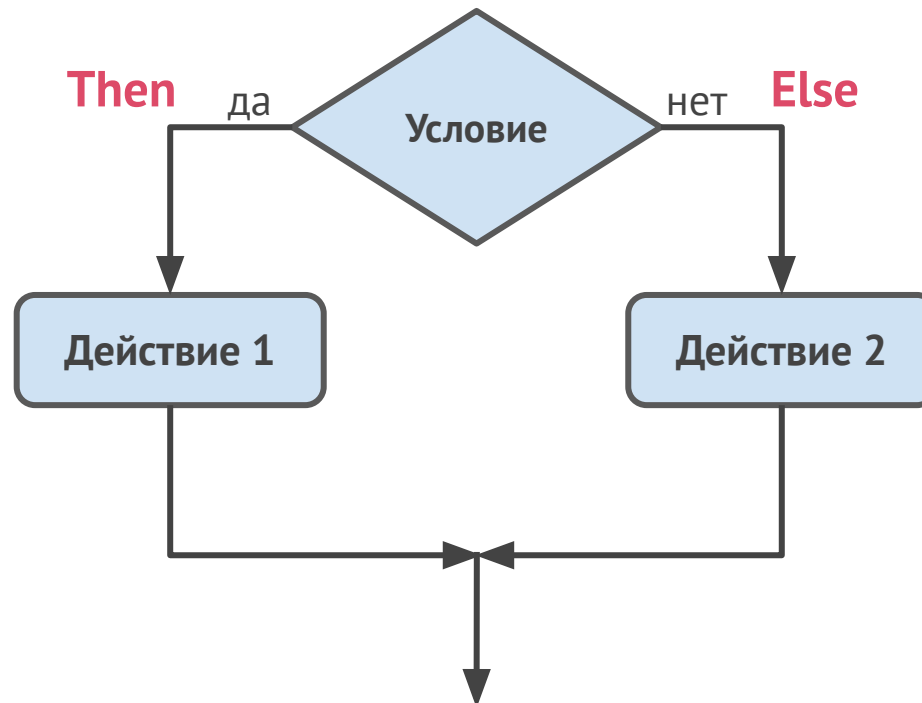 Then
да
Условие
нет
Else
Действие 1
Действие 2